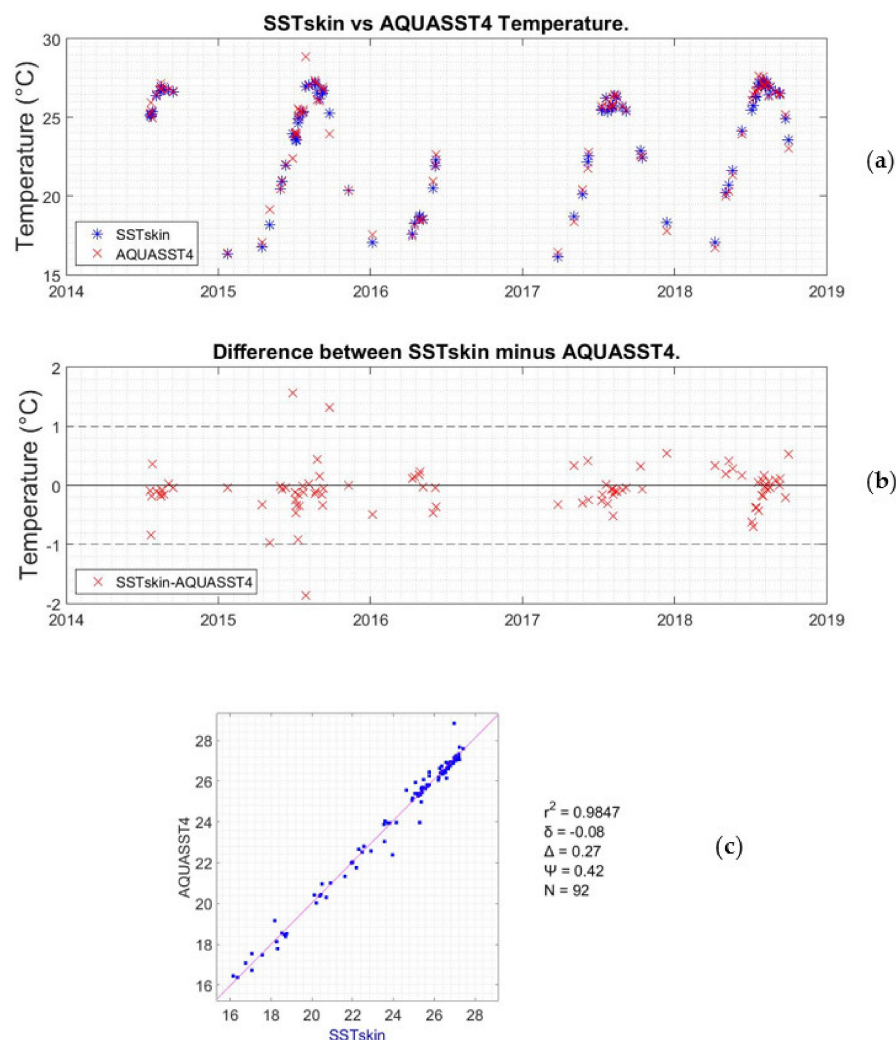 SSTskin vs AQUASST4 Temperature.
30
25
20
15
Temperature (°C)
SSTskin
AQUASST4
2014 2015 2016 2017 2018 2019
(a)
Difference between SSTskin minus AQUASST4.
2
1
0
-1
-2
Temperature (°C)
SSTskin-AQUASST4
2014 2015 2016 2017 2018 2019
(b)
28
26
24
22
20
18
16
AQUASST4
16 18 20 22 24 26 28
SSTskin
r² = 0.9847
δ = -0.08
Δ = 0.27
Ψ = 0.42
N = 92
(c)